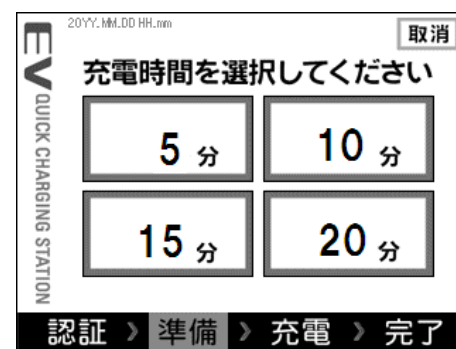 20YY.MM.DD HH.mm
取消
EV QUICK CHARGING STATION
充電時間を選択してください
5 分
10 分
15 分
20 分
認証 》 準備 》 充電 》 完了